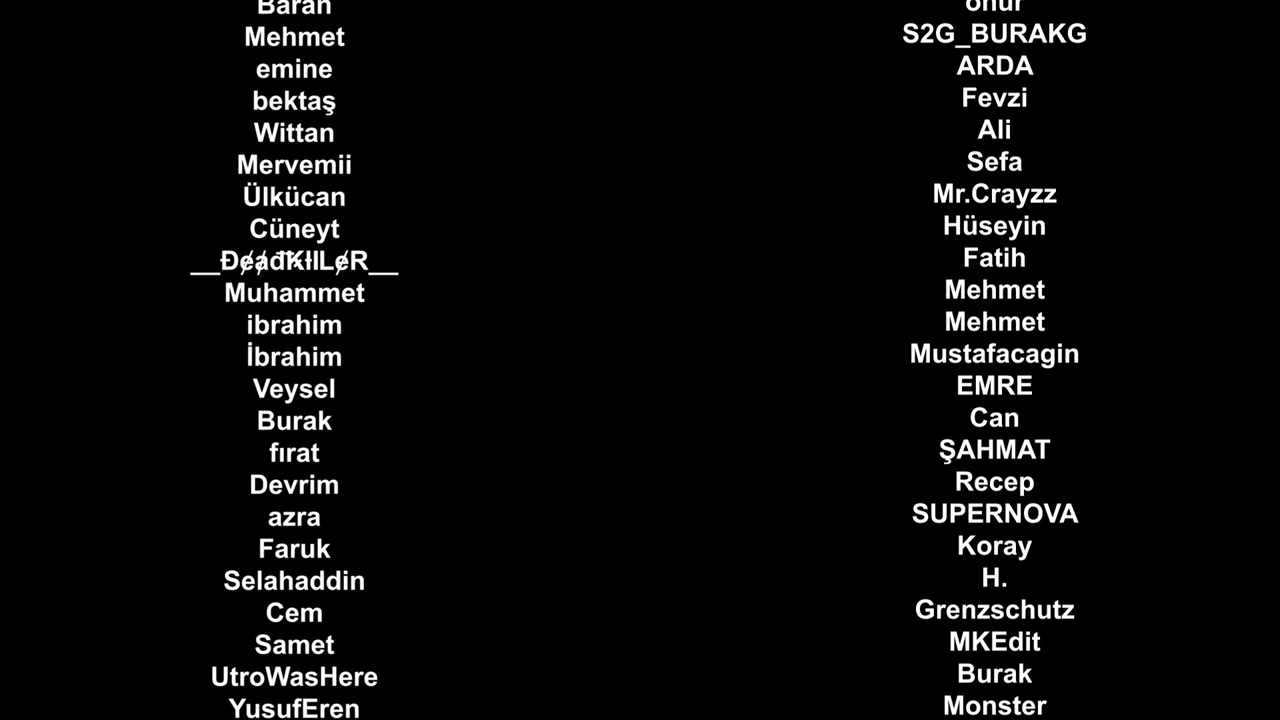 Baran
Mehmet
emine
bektaş
Wittan
Mervemii
Ülkücan
Cüneyt
Muhammet
ibrahim
İbrahim
Veysel
Burak
fırat
Devrim
azra
Faruk
Selahaddin
Cem
Samet
UtroWasHere
YusufEren
onur
S2G_BURAKG
ARDA
Fevzi
Ali
Sefa
Mr.Crayzz
Hüseyin
Fatih
Mehmet
Mehmet
Mustafacagin
EMRE
Can
ŞAHMAT
Recep
SUPERNOVA
Koray
H.
Grenzschutz
MKEdit
Burak
Monster